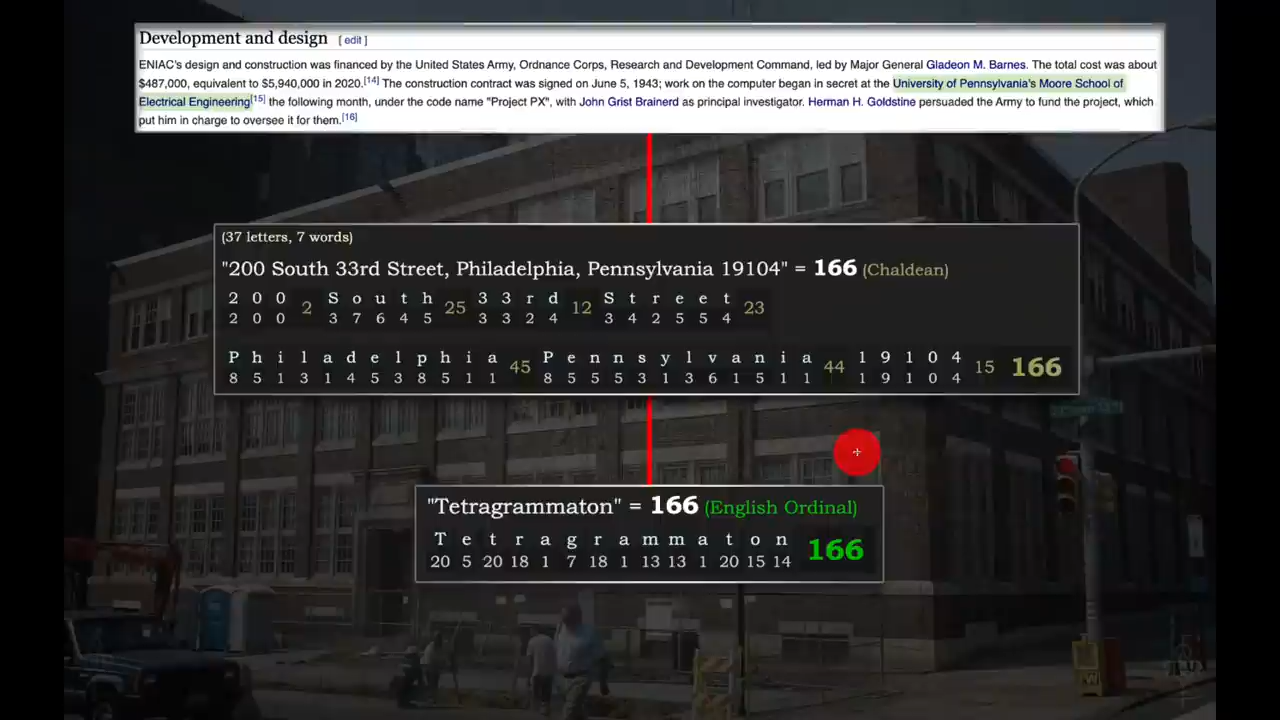 Development and design [ edit ]
ENIAC's design and construction was financed by the United States Army, Ordnance Corps, Research and Development Command, led by Major General Gladeon M. Barnes. The total cost was about
$487,000, equivalent to $5,940,000 in 2020.[14] The construction contract was signed on June 5, 1943; work on the computer began in secret at the University of Pennsylvania's Moore School of
Electrical Engineering[15] the following month, under the code name "Project PX", with John Grist Brainerd as principal investigator. Herman H. Goldstine persuaded the Army to fund the project, which
put him in charge to oversee it for them.[16]
(37 letters, 7 words)
"200 South 33rd Street, Philadelphia, Pennsylvania 19104" = 166 (Chaldean)
2 0 0 2 S o u t h 25 3 3 r d 12 S t r e e t 23
2 0 0 3 7 6 4 5 3 3 2 4 3 4 2 5 5 4
P h i l a d e l p h i a 45 P e n n s y l v a n i a 44 1 9 1 0 4 15 166
8 5 1 3 1 4 5 3 8 5 1 1 8 5 5 5 3 1 3 6 1 5 1 1 1 9 1 0 4
"Tetragrammaton" = 166 (English Ordinal)
T e t r a g r a m m a t o n 166
20 5 20 18 1 7 18 1 13 13 1 20 15 14